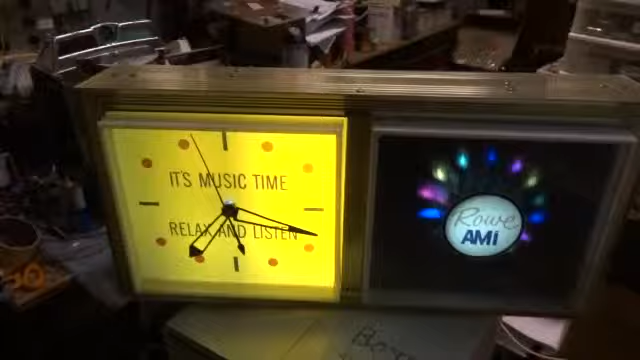 IT'S MUSIC TIME
RELAX AND LISTEN
Rowe
AMi